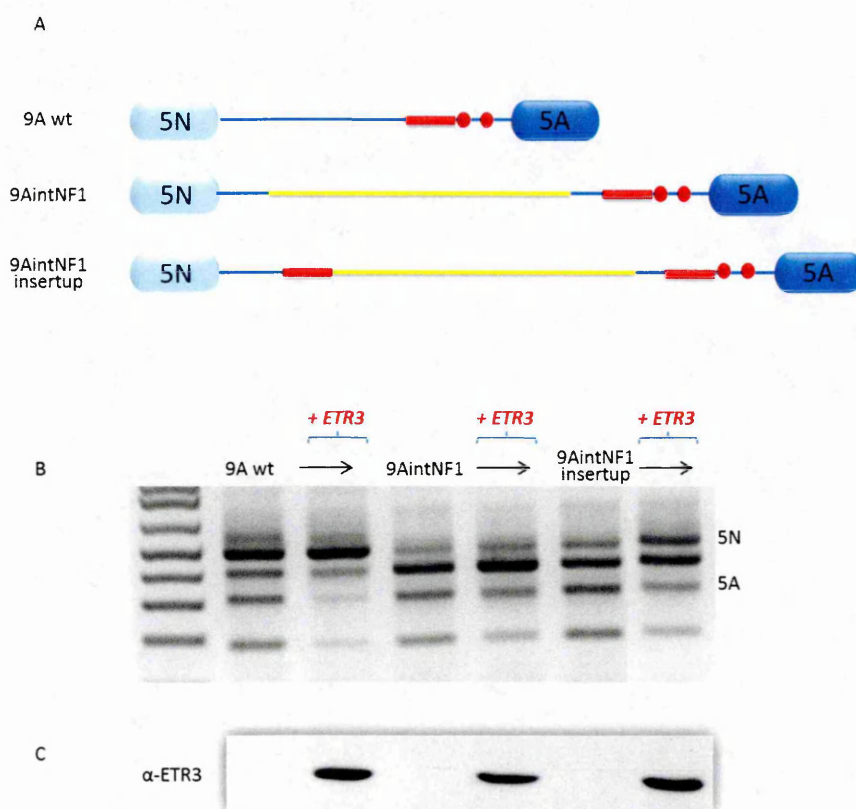 A
9A wt
5N
5A
9AintNF1
5N
5A
9AintNF1
insertup
5N
5A
+ ETR3
+ ETR3
+ ETR3
B
9A wt
9AintNF1
9AintNF1
insertup
5N
5A
C
α-ETR3